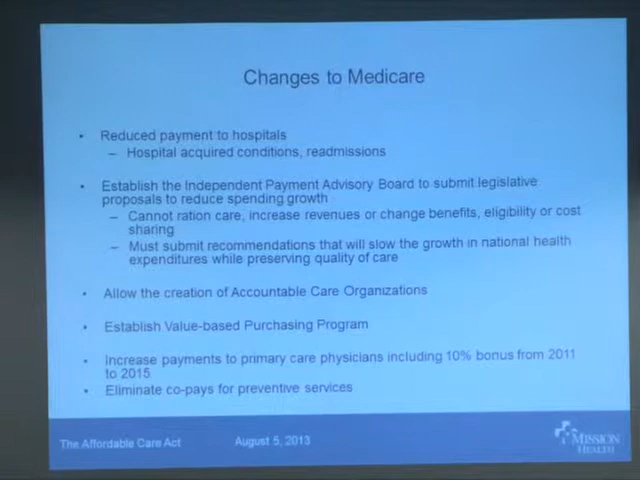 Changes to Medicare
• Reduced payment to hospitals
– Hospital acquired conditions, readmissions
• Establish the Independent Payment Advisory Board to submit legislative
proposals to reduce spending growth
– Cannot ration care, increase revenues or change benefits, eligibility or cost
sharing
– Must submit recommendations that will slow the growth in national health
expenditures while preserving quality of care
• Allow the creation of Accountable Care Organizations
• Establish Value-based Purchasing Program
• Increase payments to primary care physicians including 10% bonus from 2011
to 2015
• Eliminate co-pays for preventive services
The Affordable Care Act August 5, 2013
MISSION
HEALTH